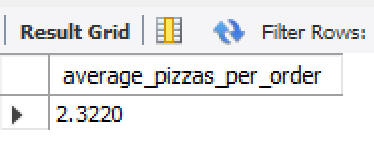 Result Grid Filter Rows:
average_pizzas_per_order
2.3220